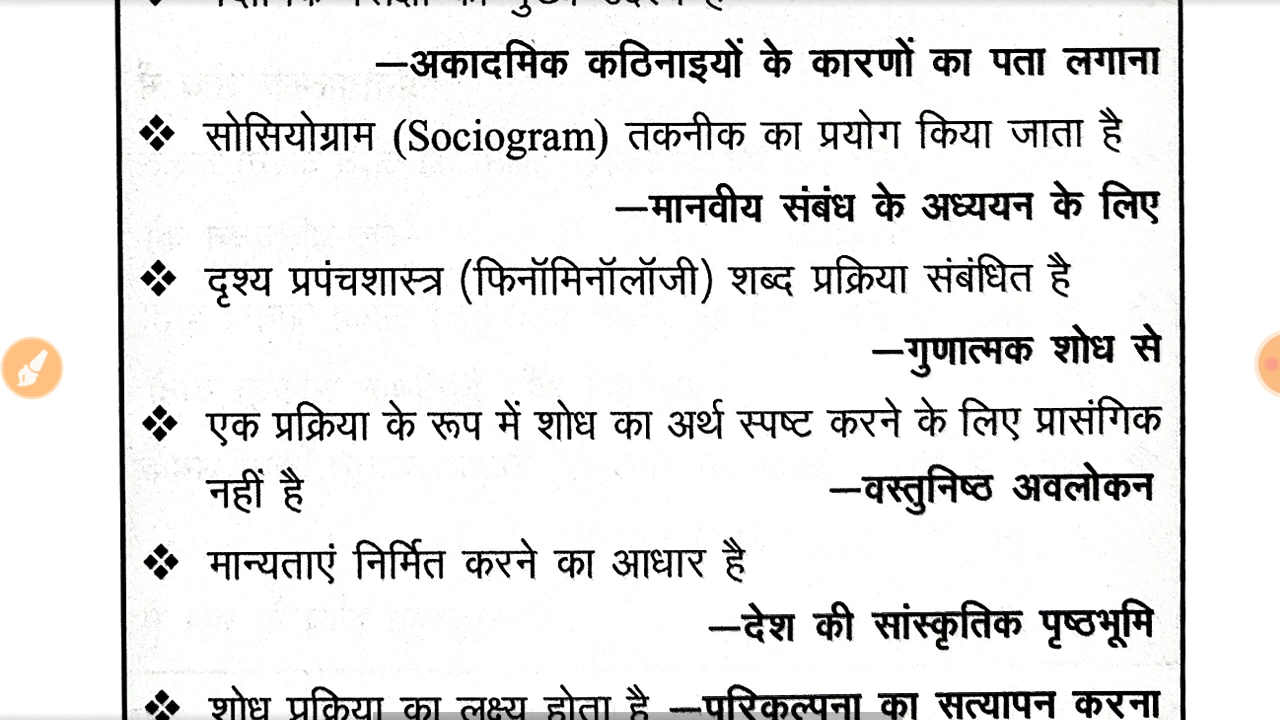 —अकादमिक कठिनाइयों के कारणों का पता लगाना
❖ सोसियोग्राम (Sociogram) तकनीक का प्रयोग किया जाता है
—मानवीय संबंध के अध्ययन के लिए
❖ दृश्य प्रपंचशास्त्र (फिनॉमिनॉलॉजी) शब्द प्रक्रिया संबंधित है
—गुणात्मक शोध से
❖ एक प्रक्रिया के रूप में शोध का अर्थ स्पष्ट करने के लिए प्रासंगिक
नहीं है —वस्तुनिष्ठ अवलोकन
❖ मान्यताएं निर्मित करने का आधार है
—देश की सांस्कृतिक पृष्ठभूमि
❖ शोध प्रक्रिया का लक्ष्य होता है —परिकल्पना का सत्यापन करना